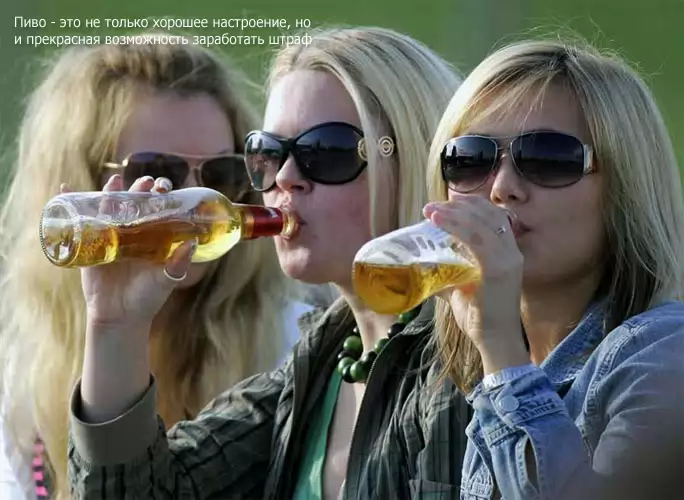 Пиво - это не только хорошее настроение, но
и прекрасная возможность заработать штраф